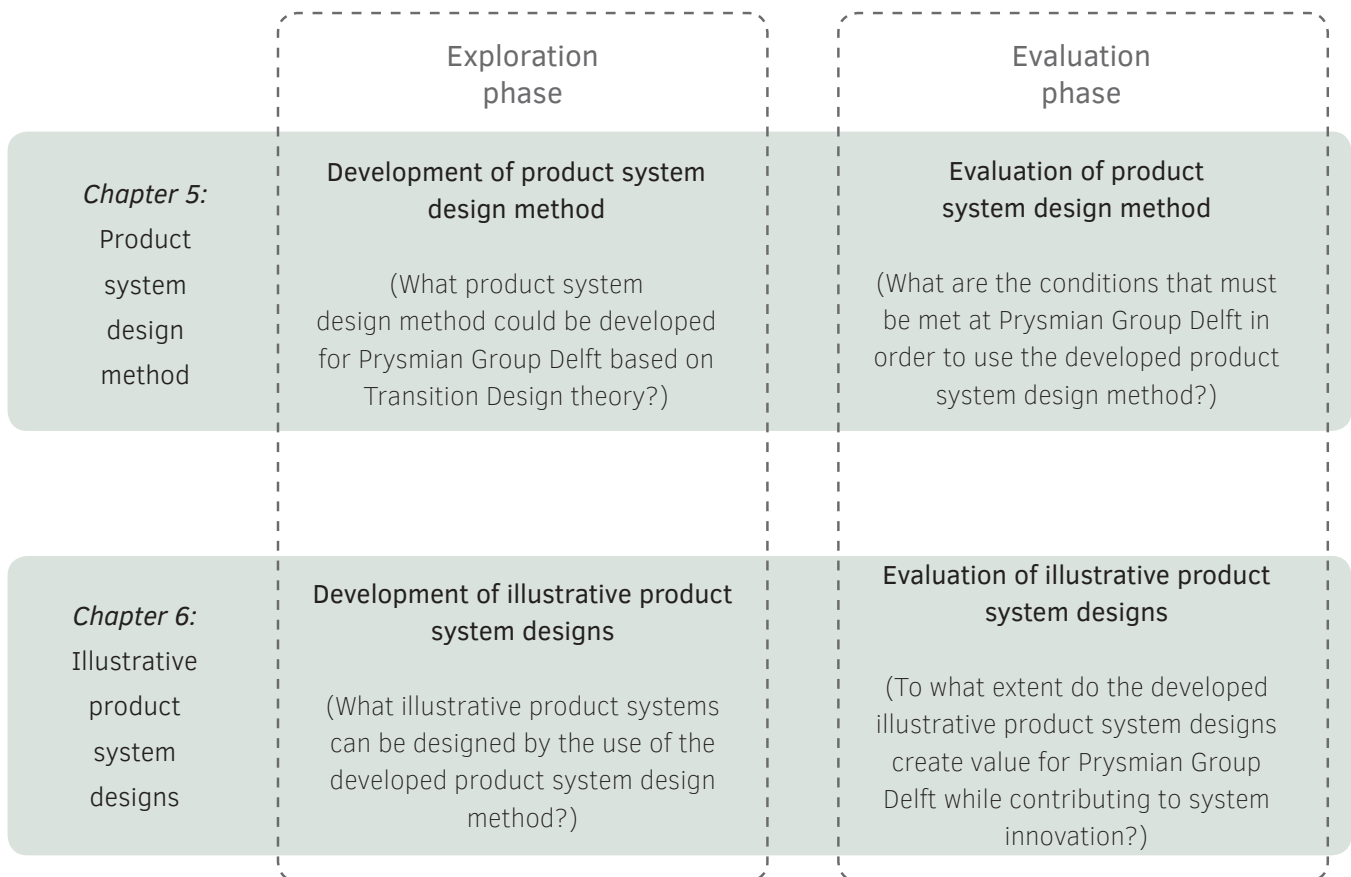 Exploration
phase
Evaluation
phase
Chapter 5:
Product
system
design
method
Development of product system
design method
(What product system
design method could be developed
for Prysmian Group Delft based on
Transition Design theory?)
Evaluation of product
system design method
(What are the conditions that must
be met at Prysmian Group Delft in
order to use the developed product
system design method?)
Chapter 6:
Illustrative
product
system
designs
Development of illustrative product
system designs
(What illustrative product systems
can be designed by the use of the
developed product system design
method?)
Evaluation of illustrative product
system designs
(To what extent do the developed
illustrative product system designs
create value for Prysmian Group
Delft while contributing to system
innovation?)